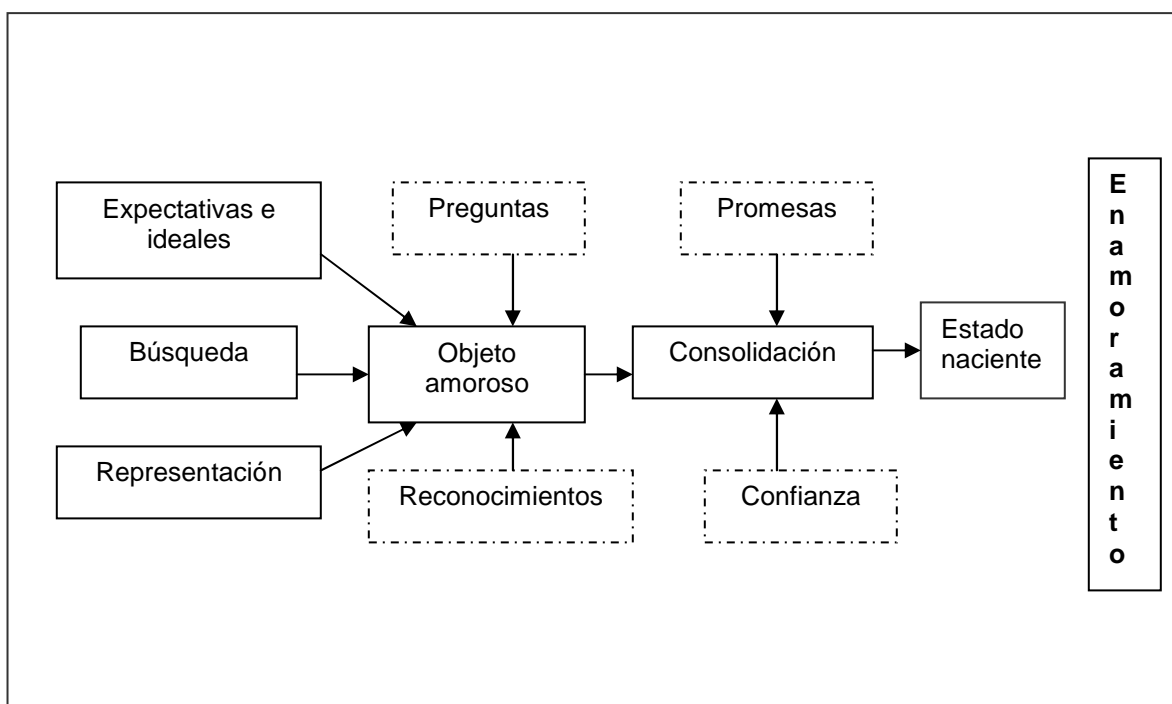 Expectativas e
ideales
Preguntas
Promesas
Búsqueda
Objeto
amoroso
Consolidación
Estado
naciente
Representación
Reconocimientos
Confianza
E
n
a
m
o
r
a
m
i
e
n
t
o